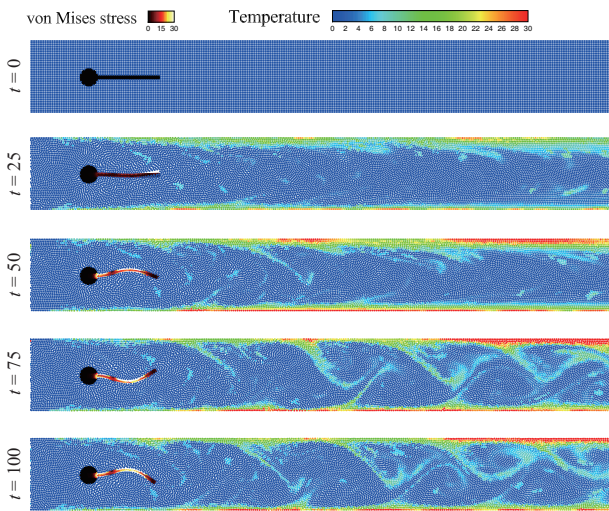 von Mises stress
0 15 30
Temperature
0 2 4 6 8 10 12 14 16 18 20 22 24 26 28 30
t = 0
t = 25
t = 50
t = 75
t = 100